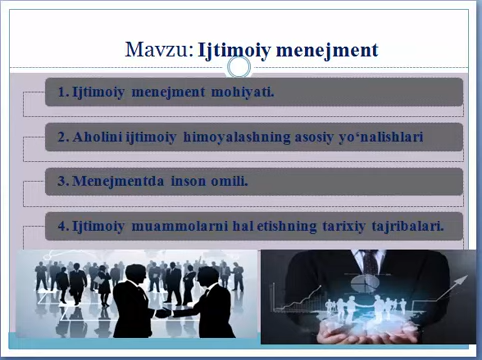 Mavzu: Ijtimoiy menejment
1. Ijtimoiy menejment mohiyati.
2. Aholini ijtimoiy himoyalashning asosiy yo‘nalishlari
3. Menejmentda inson omili.
4. Ijtimoiy muammolarni hal etishning tarixiy tajribalari.